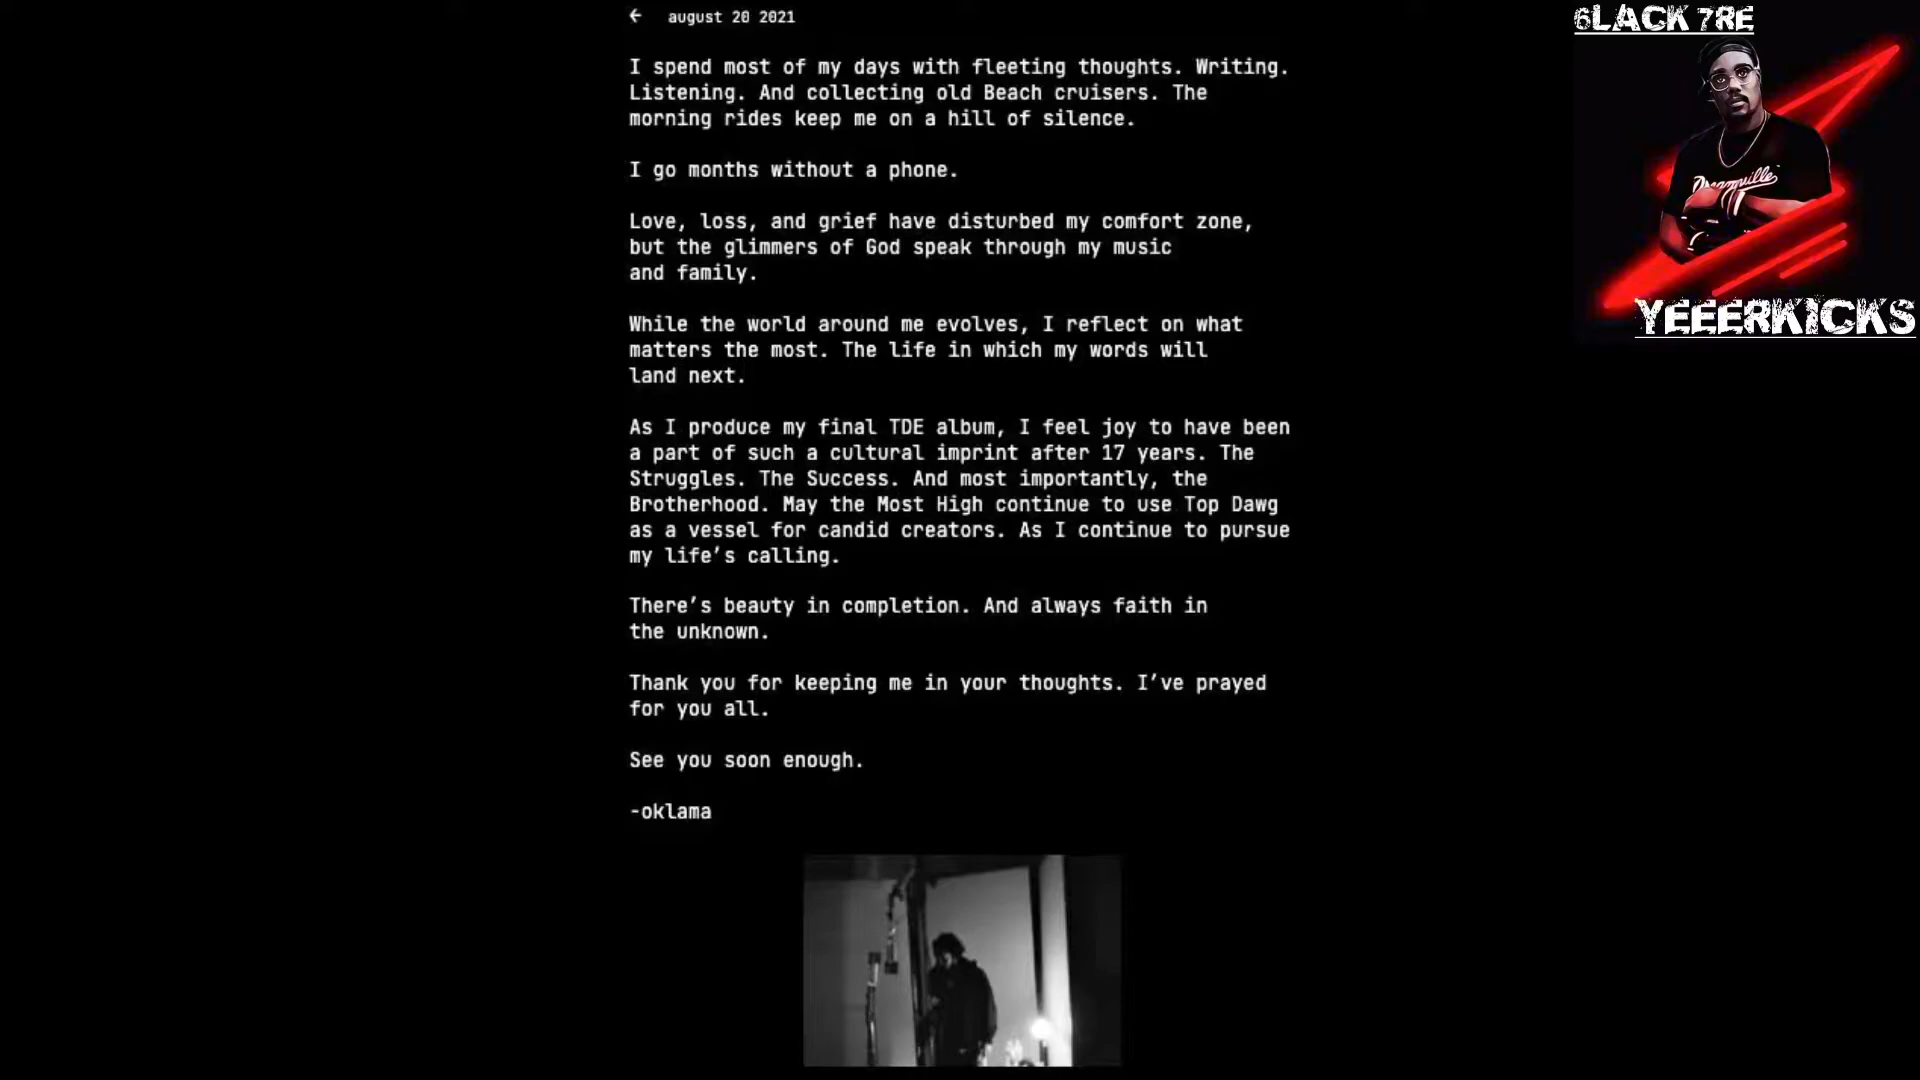 ← august 20 2021
I spend most of my days with fleeting thoughts. Writing.
Listening. And collecting old Beach cruisers. The
morning rides keep me on a hill of silence.
I go months without a phone.
Love, loss, and grief have disturbed my comfort zone,
but the glimmers of God speak through my music
and family.
While the world around me evolves, I reflect on what
matters the most. The life in which my words will
land next.
As I produce my final TDE album, I feel joy to have been
a part of such a cultural imprint after 17 years. The
Struggles. The Success. And most importantly, the
Brotherhood. May the Most High continue to use Top Dawg
as a vessel for candid creators. As I continue to pursue
my life’s calling.
There’s beauty in completion. And always faith in
the unknown.
Thank you for keeping me in your thoughts. I’ve prayed
for you all.
See you soon enough.
-oklama
6LACK 7RE
Dreamville
YEEERKICKS